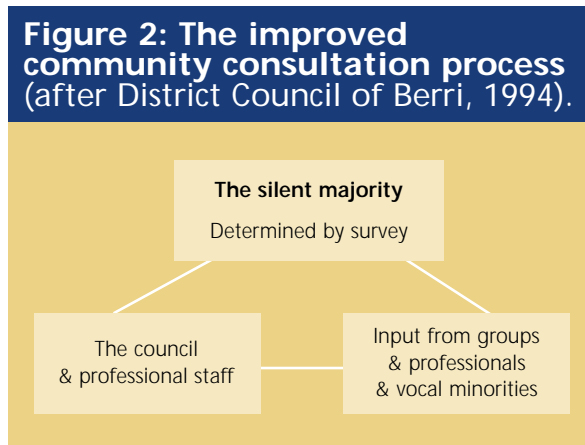 Figure 2: The improved
community consultation process
(after District Council of Berri, 1994).
The silent majority
Determined by survey
The council
& professional staff
Input from groups
& professionals
& vocal minorities